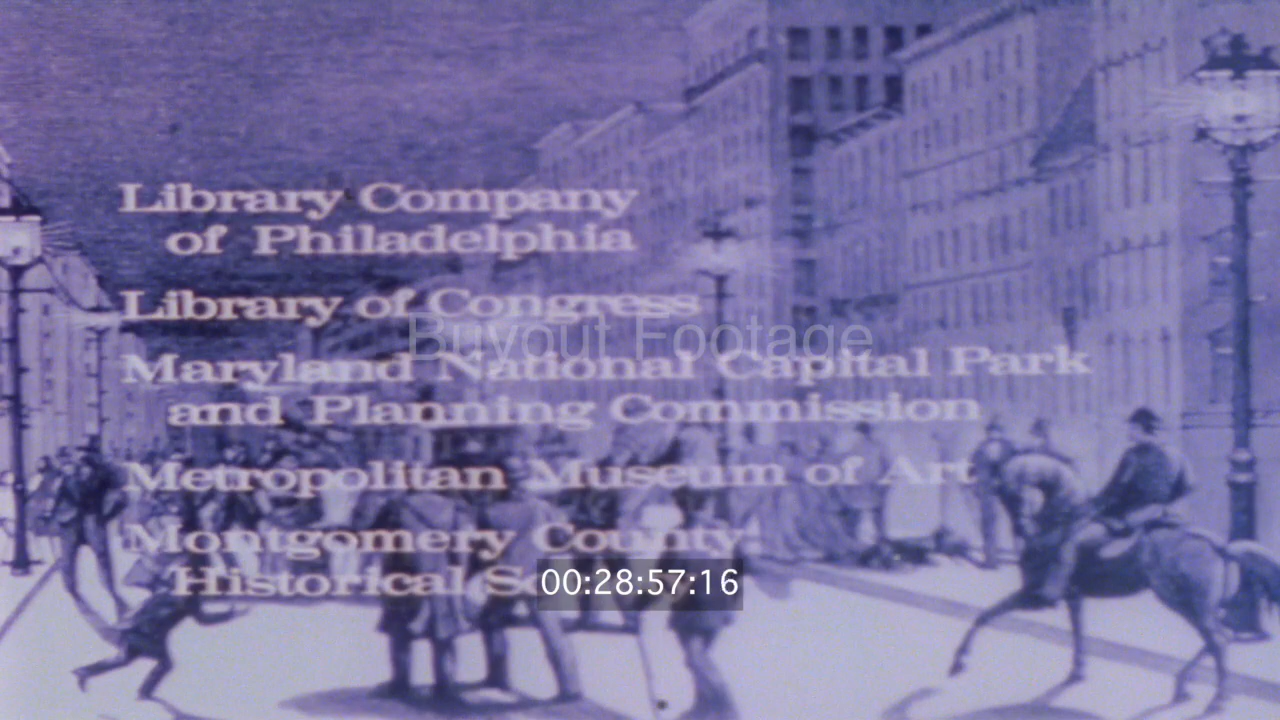 Library Company
of Philadelphia
Library of Congress
Buyout Footage
Maryland National Capital Park
and Planning Commission
Metropolitan Museum of Art
Montgomery County
Historical
00:28:57:16